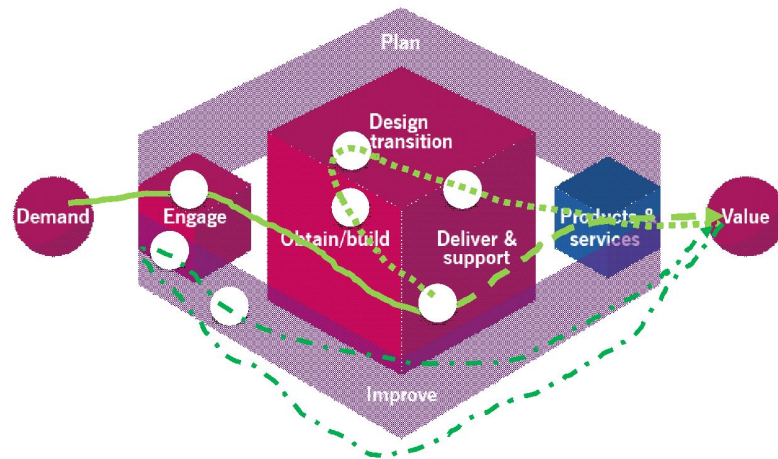 Plan
Design
transition
Demand
Engage
Obtain/build
Deliver &
support
Products &
services
Value
Improve